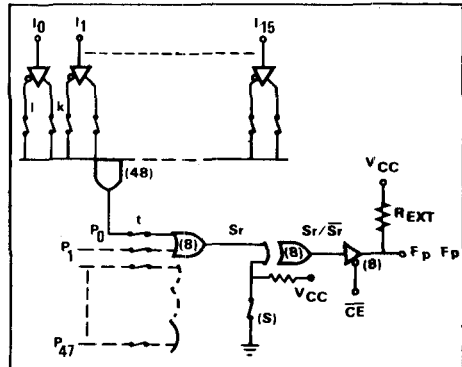 I0 I1 I15
l k
(48)
VCC
REXT
P0 t
(8) Sr (8) Sr/S̅r̅ (8) Fp Fp
P1
VCC
(S) C̅E̅
P47